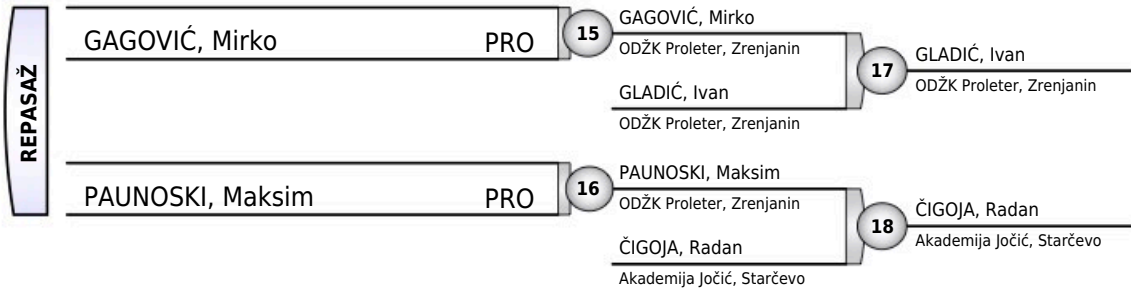 REPASAŽ
GAGOVIĆ, Mirko PRO
15
GAGOVIĆ, Mirko
ODŽK Proleter, Zrenjanin
GLADIĆ, Ivan
ODŽK Proleter, Zrenjanin
17
GLADIĆ, Ivan
ODŽK Proleter, Zrenjanin
PAUNOSKI, Maksim PRO
16
PAUNOSKI, Maksim
ODŽK Proleter, Zrenjanin
ČIGOJA, Radan
Akademija Jočić, Starčevo
18
ČIGOJA, Radan
Akademija Jočić, Starčevo